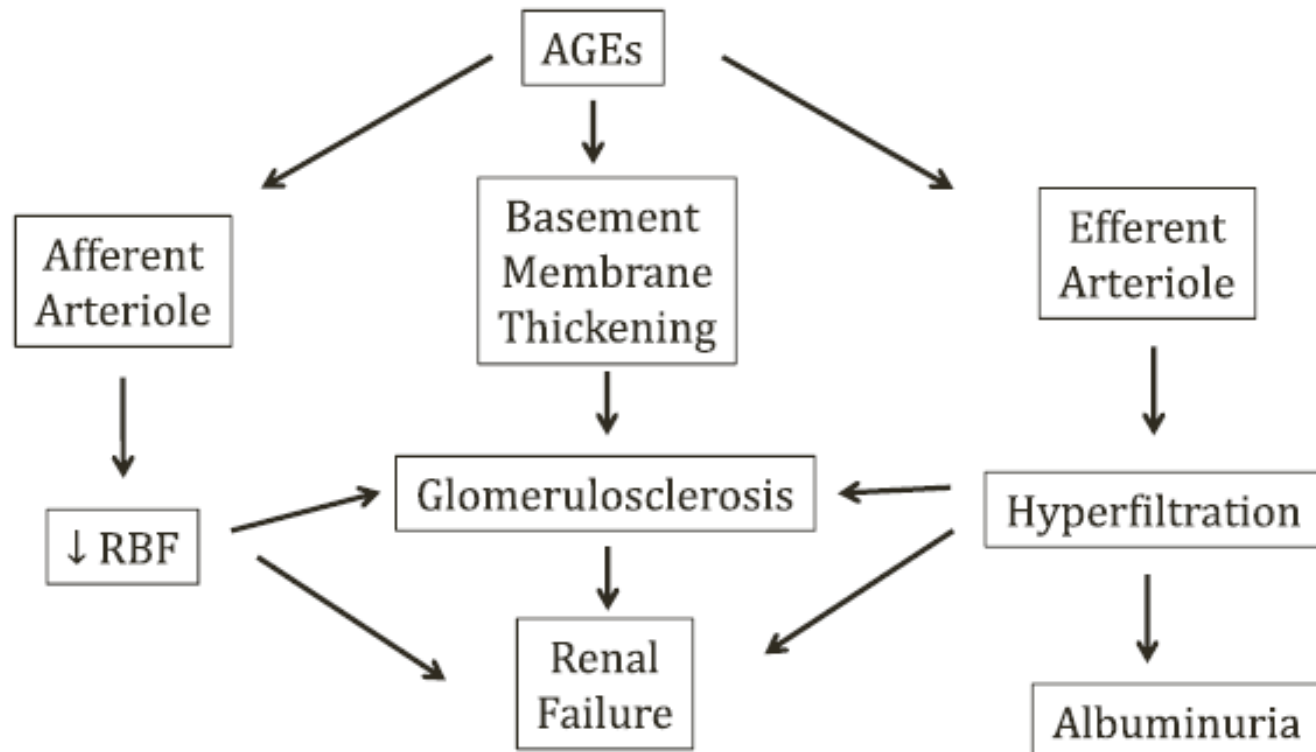 AGEs
Afferent
Arteriole
Basement
Membrane
Thickening
Efferent
Arteriole
↓ RBF
Glomerulosclerosis
Hyperfiltration
Renal
Failure
Albuminuria